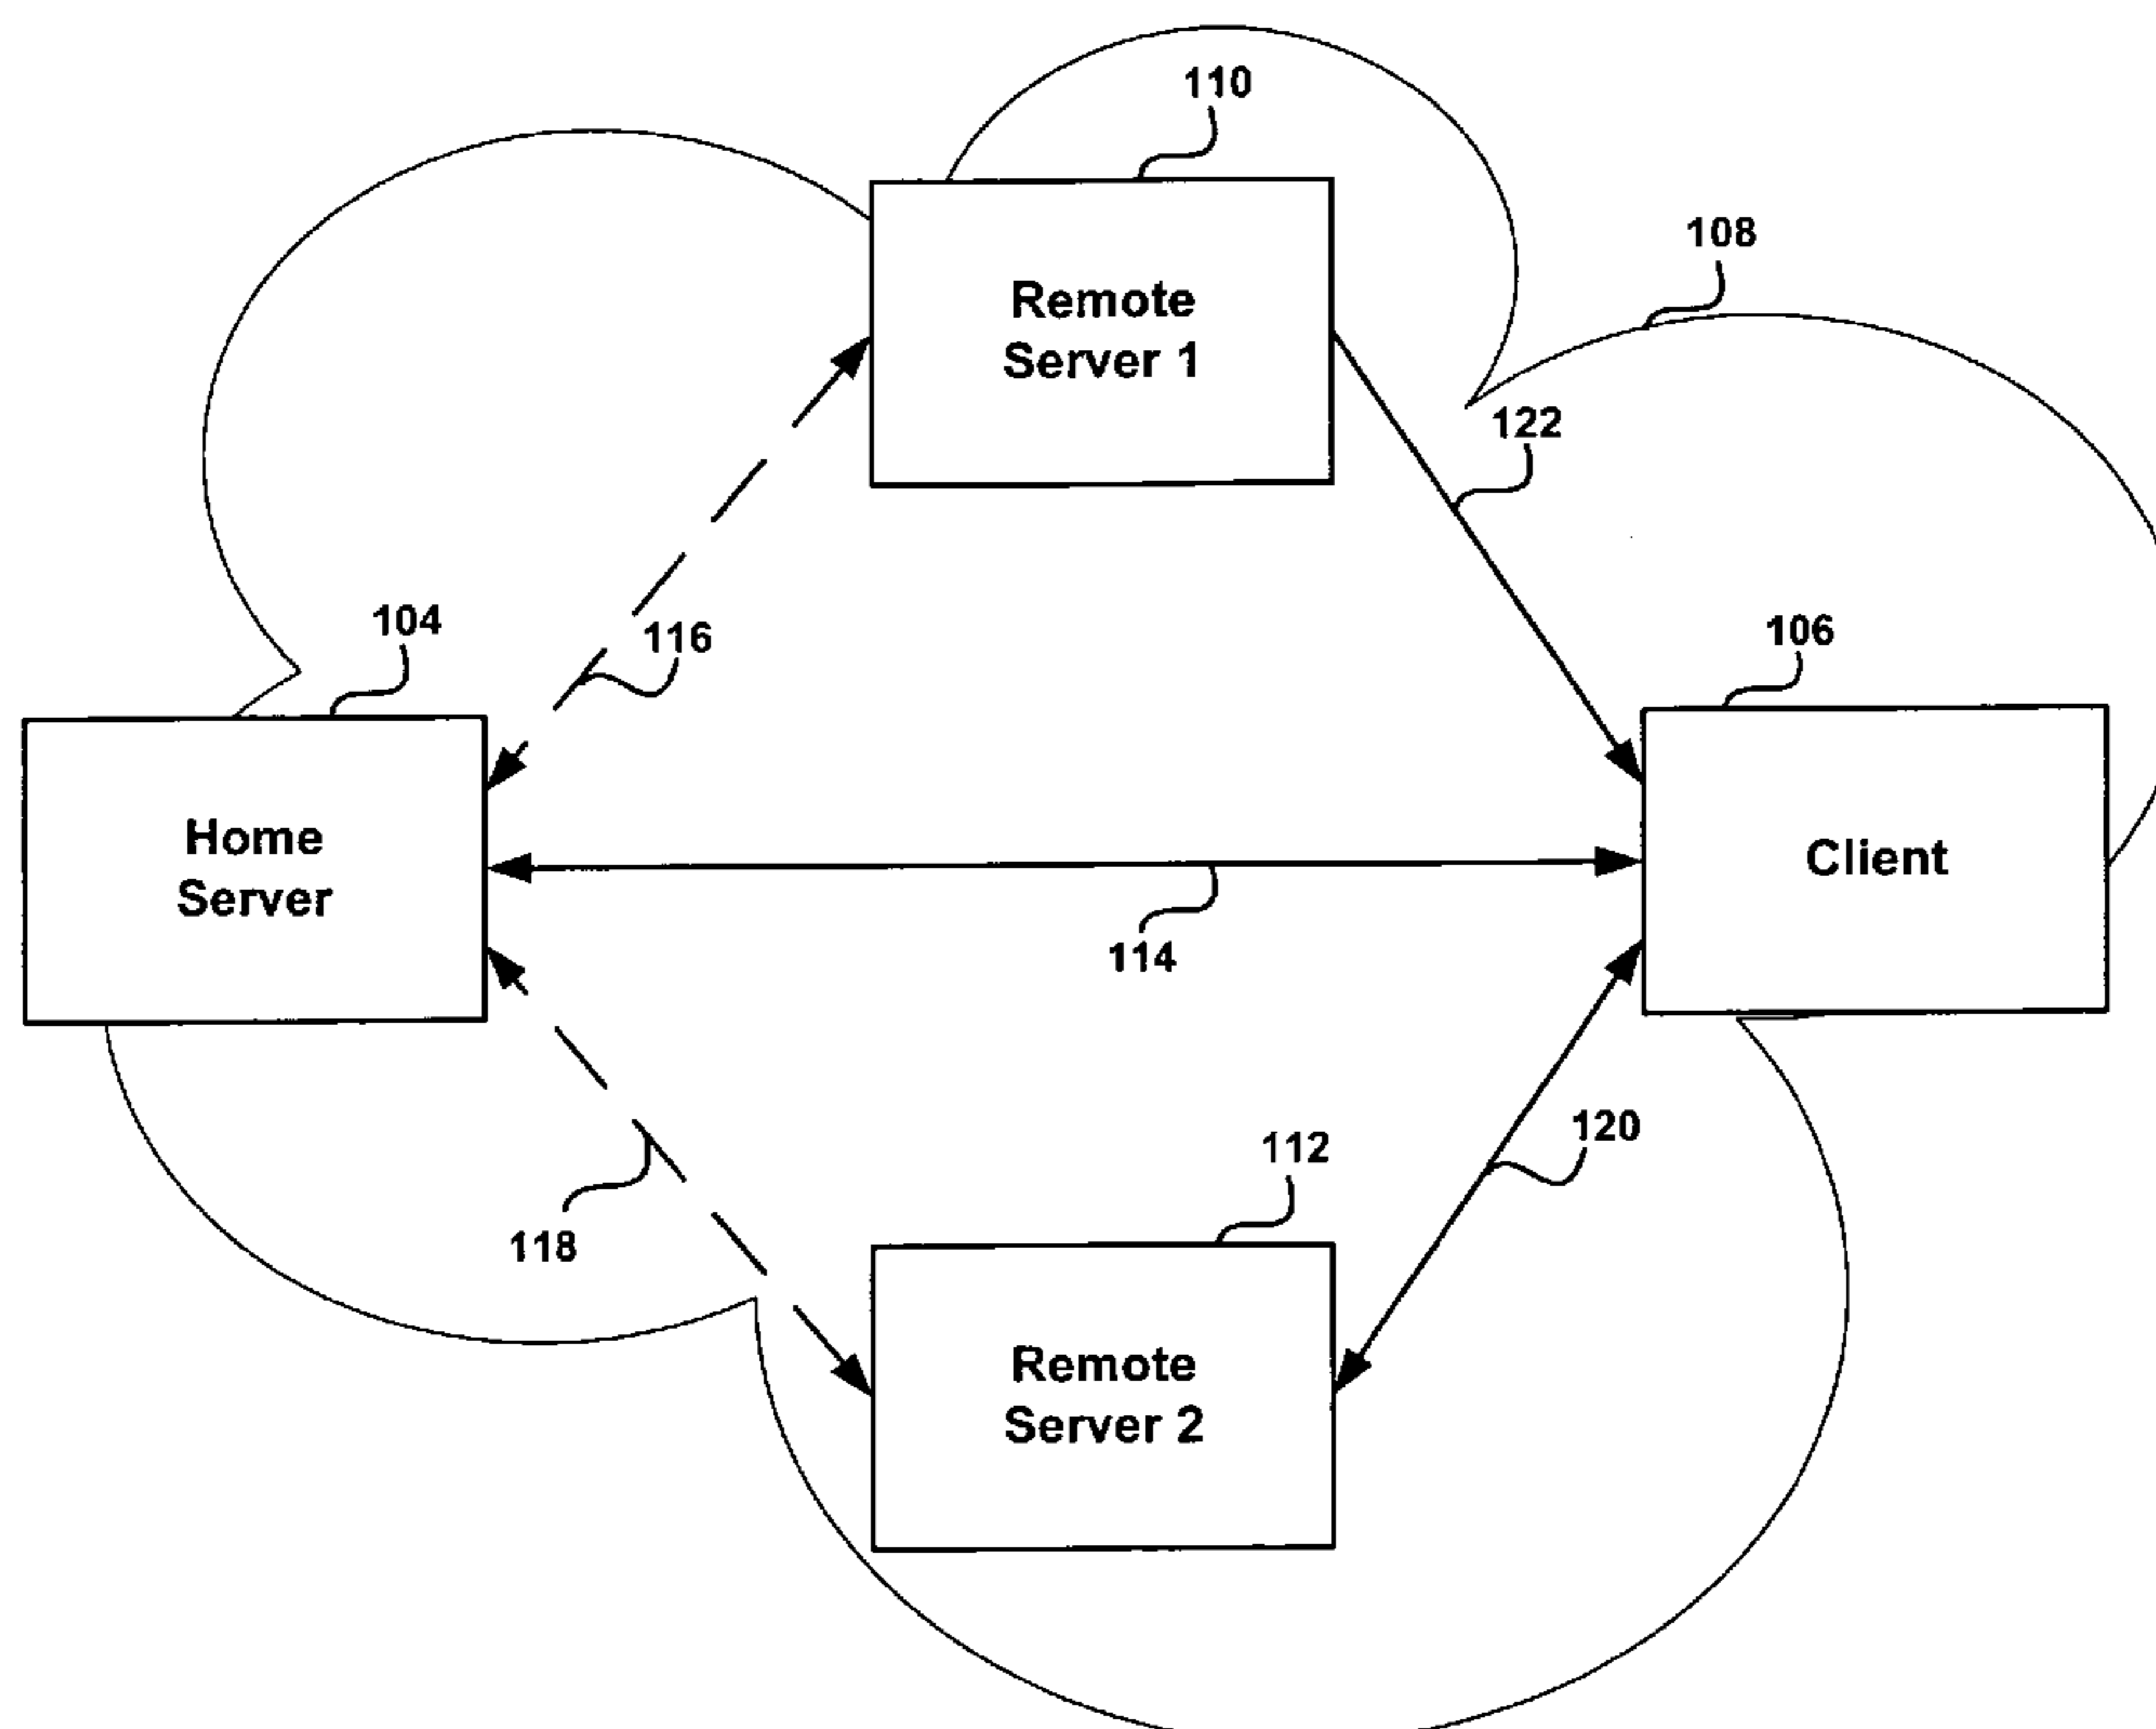 110
108
Remote
Server 1
122
104
116
106
Home
Server
Client
114
120
112
118
Remote
Server 2